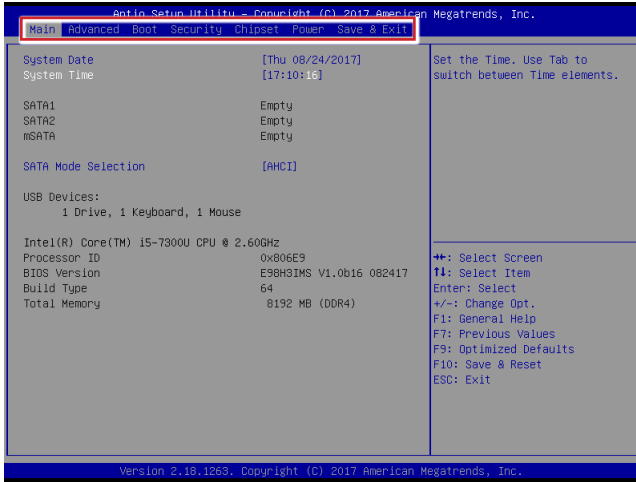 Aptio Setup Utility – Copyright (C) 2017 American Megatrends, Inc.
Main Advanced Boot Security Chipset Power Save & Exit
System Date [Thu 08/24/2017]
System Time [17:10:16]
SATA1 Empty
SATA2 Empty
mSATA Empty
SATA Mode Selection [AHCI]
USB Devices:
1 Drive, 1 Keyboard, 1 Mouse
Intel(R) Core(TM) i5-7300U CPU @ 2.60GHz
Processor ID 0x806E9
BIOS Version E98H3IMS V1.0b16 082417
Build Type 64
Total Memory 8192 MB (DDR4)
Set the Time. Use Tab to
switch between Time elements.
→←: Select Screen
↑↓: Select Item
Enter: Select
+/-: Change Opt.
F1: General Help
F7: Previous Values
F9: Optimized Defaults
F10: Save & Reset
ESC: Exit
Version 2.18.1263. Copyright (C) 2017 American Megatrends, Inc.